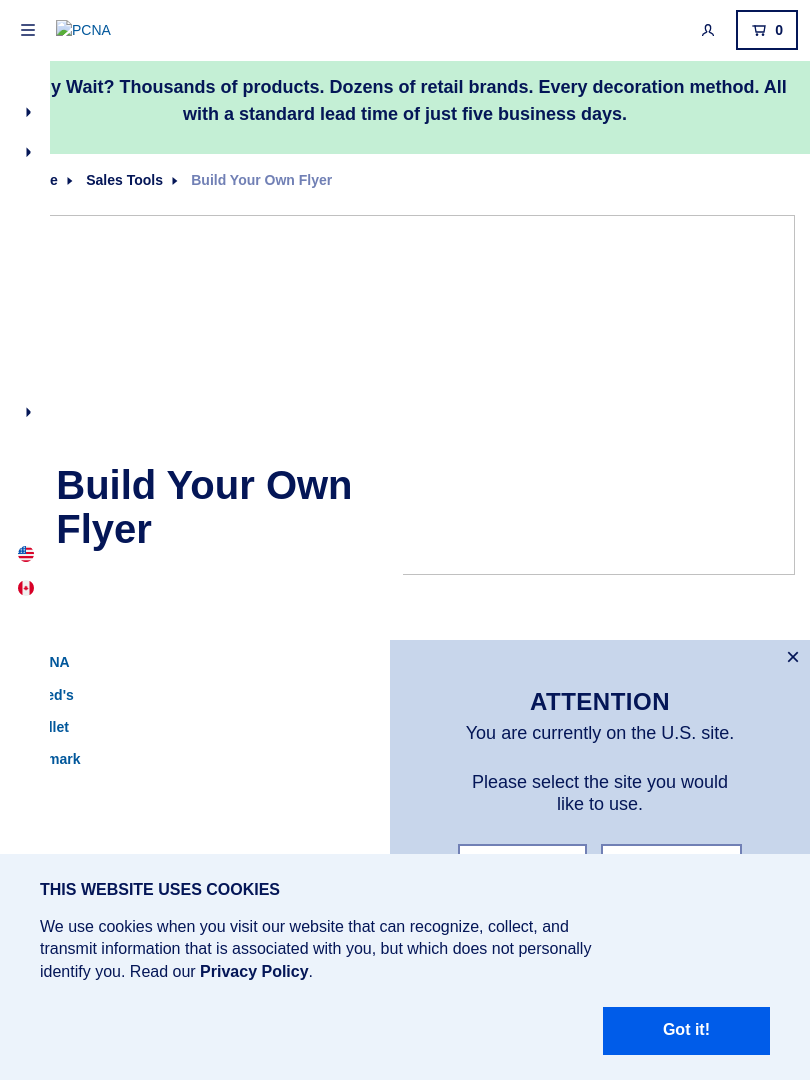 PCNA
0
y Wait? Thousands of products. Dozens of retail brands. Every decoration method. All
with a standard lead time of just five business days.
e
Sales Tools
Build Your Own Flyer
Build Your Own
Flyer
NA
ed's
llet
mark
ATTENTION
You are currently on the U.S. site.
Please select the site you would
like to use.
THIS WEBSITE USES COOKIES
We use cookies when you visit our website that can recognize, collect, and
transmit information that is associated with you, but which does not personally
identify you. Read our Privacy Policy.
Got it!